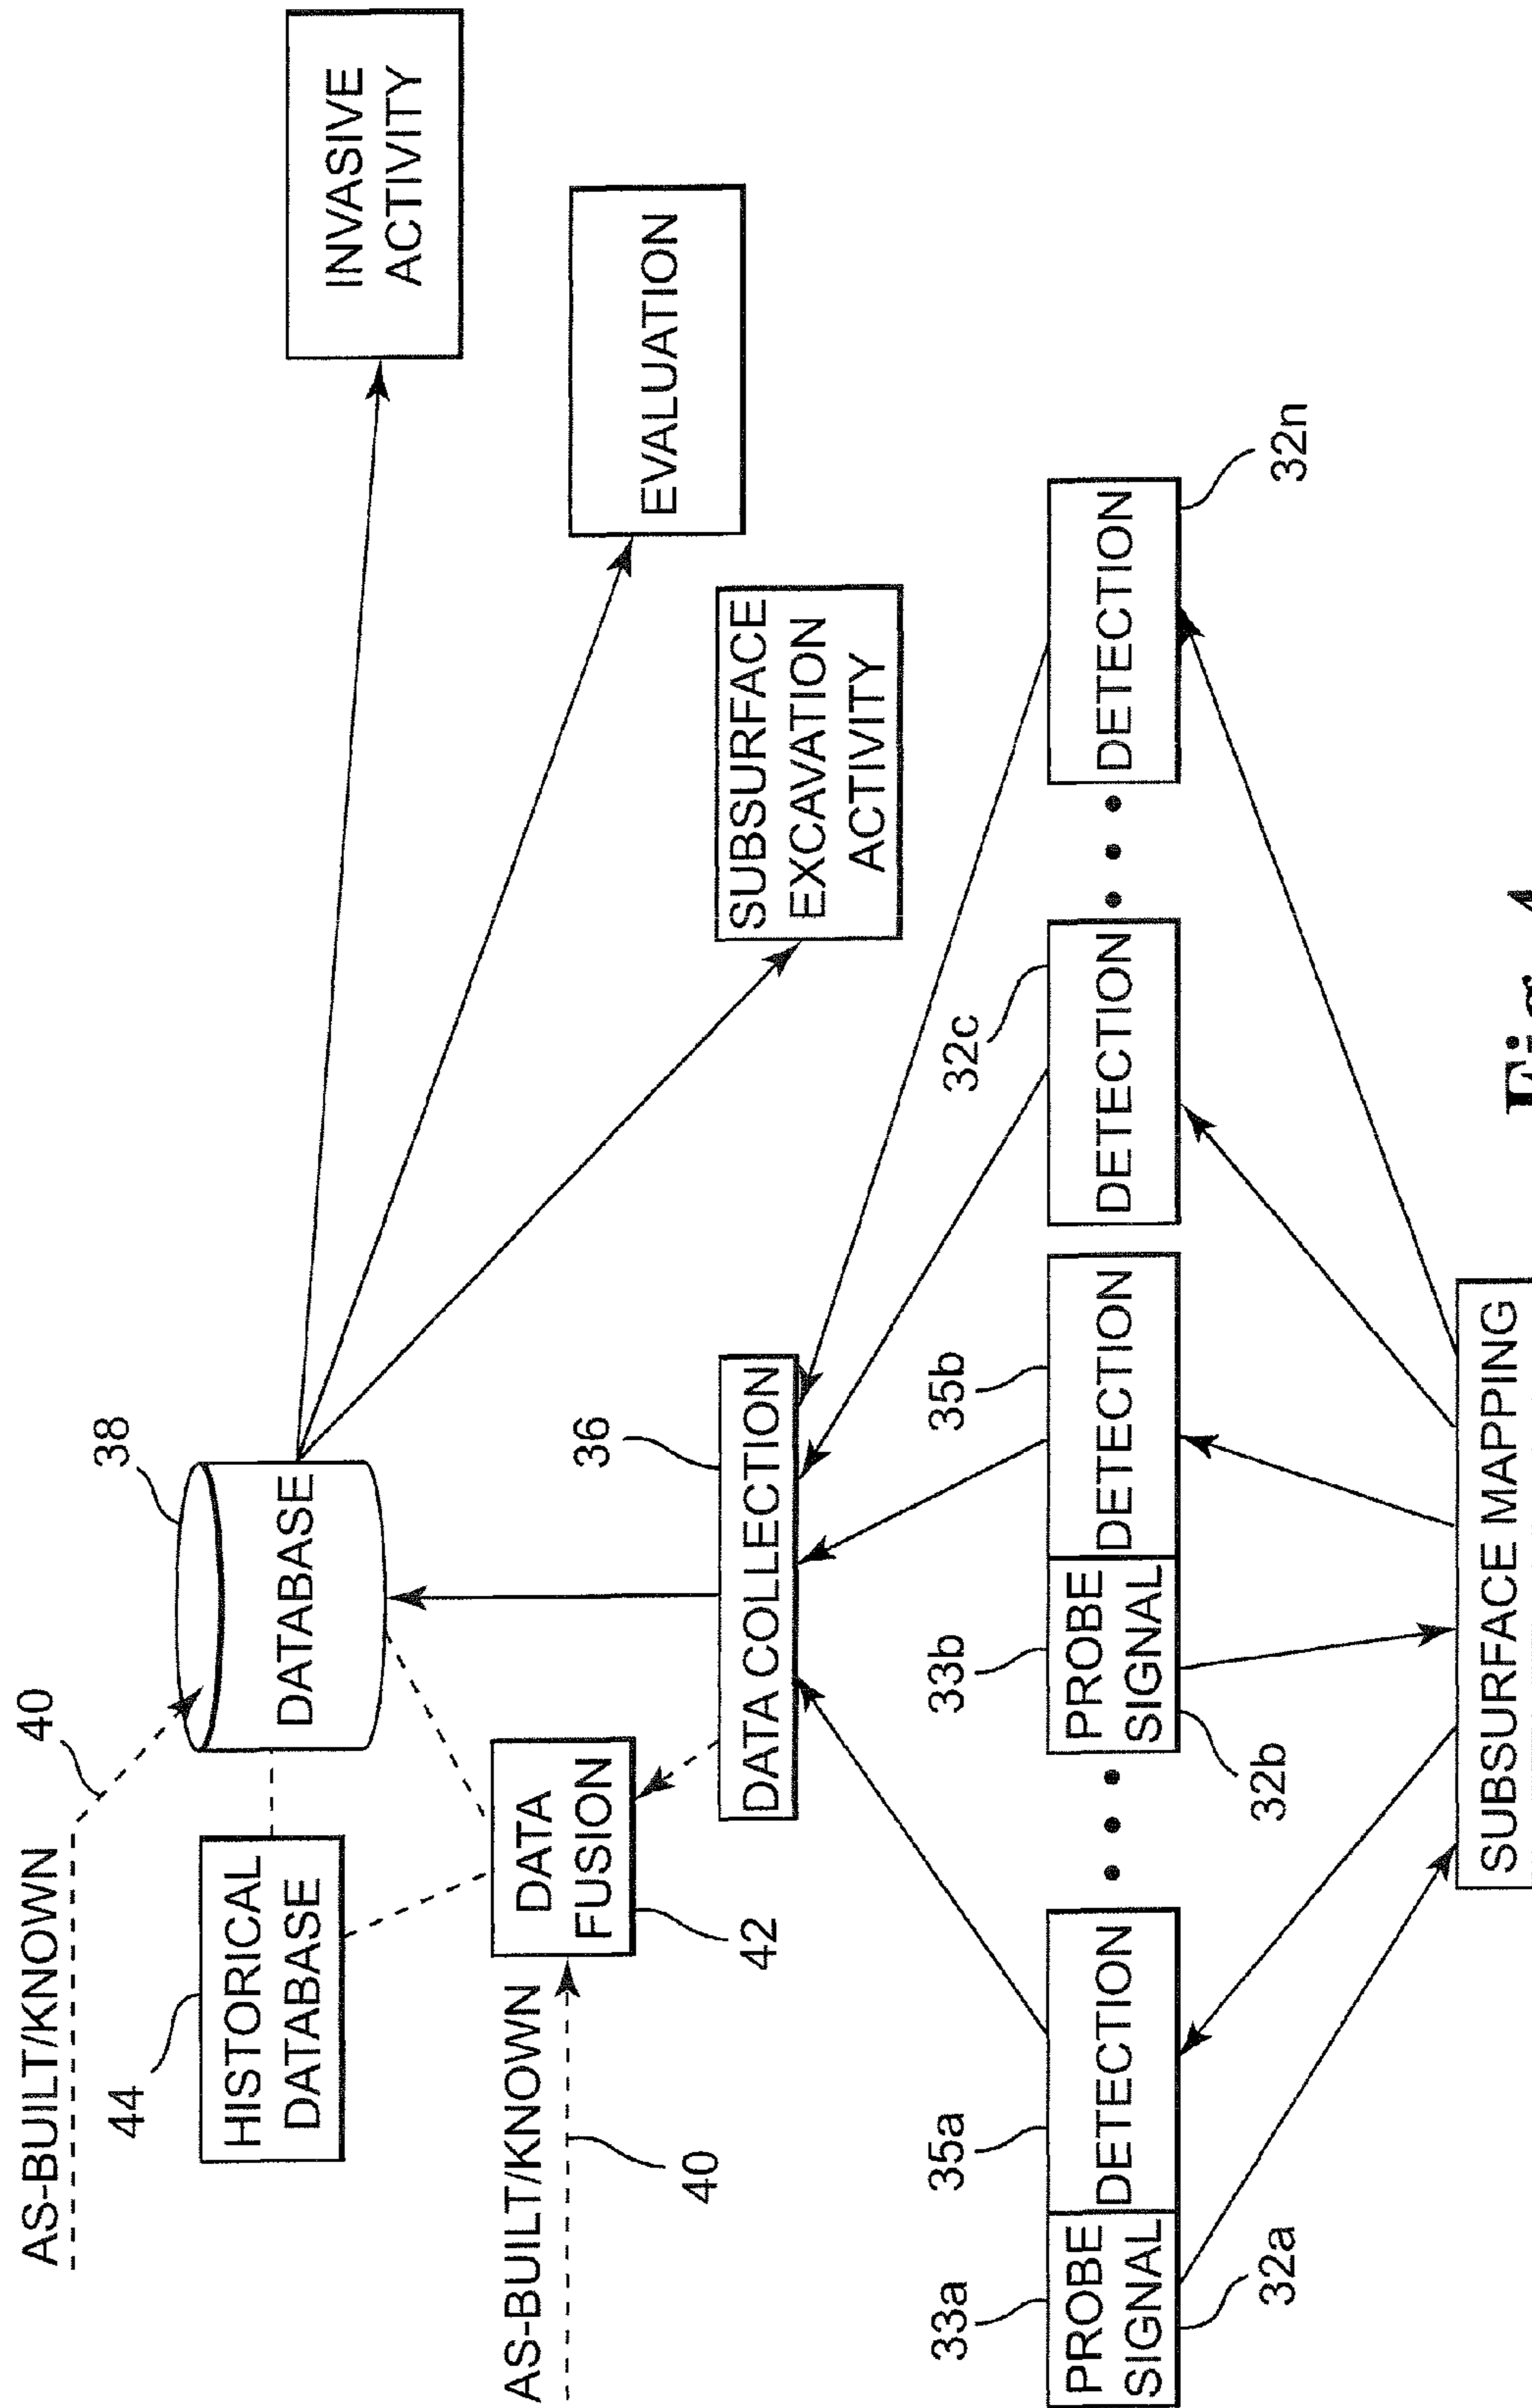 AS-BUILT/KNOWN
40
38
44
HISTORICAL
DATABASE
DATABASE
INVASIVE
ACTIVITY
AS-BUILT/KNOWN
40
DATA
FUSION
42
36
DATA COLLECTION
EVALUATION
SUBSURFACE
EXCAVATION
ACTIVITY
33a
35a
33b
35b
32c
PROBE
SIGNAL
DETECTION
PROBE
SIGNAL
DETECTION
DETECTION
DETECTION
32a
32b
32n
SUBSURFACE MAPPING
Fig. 4